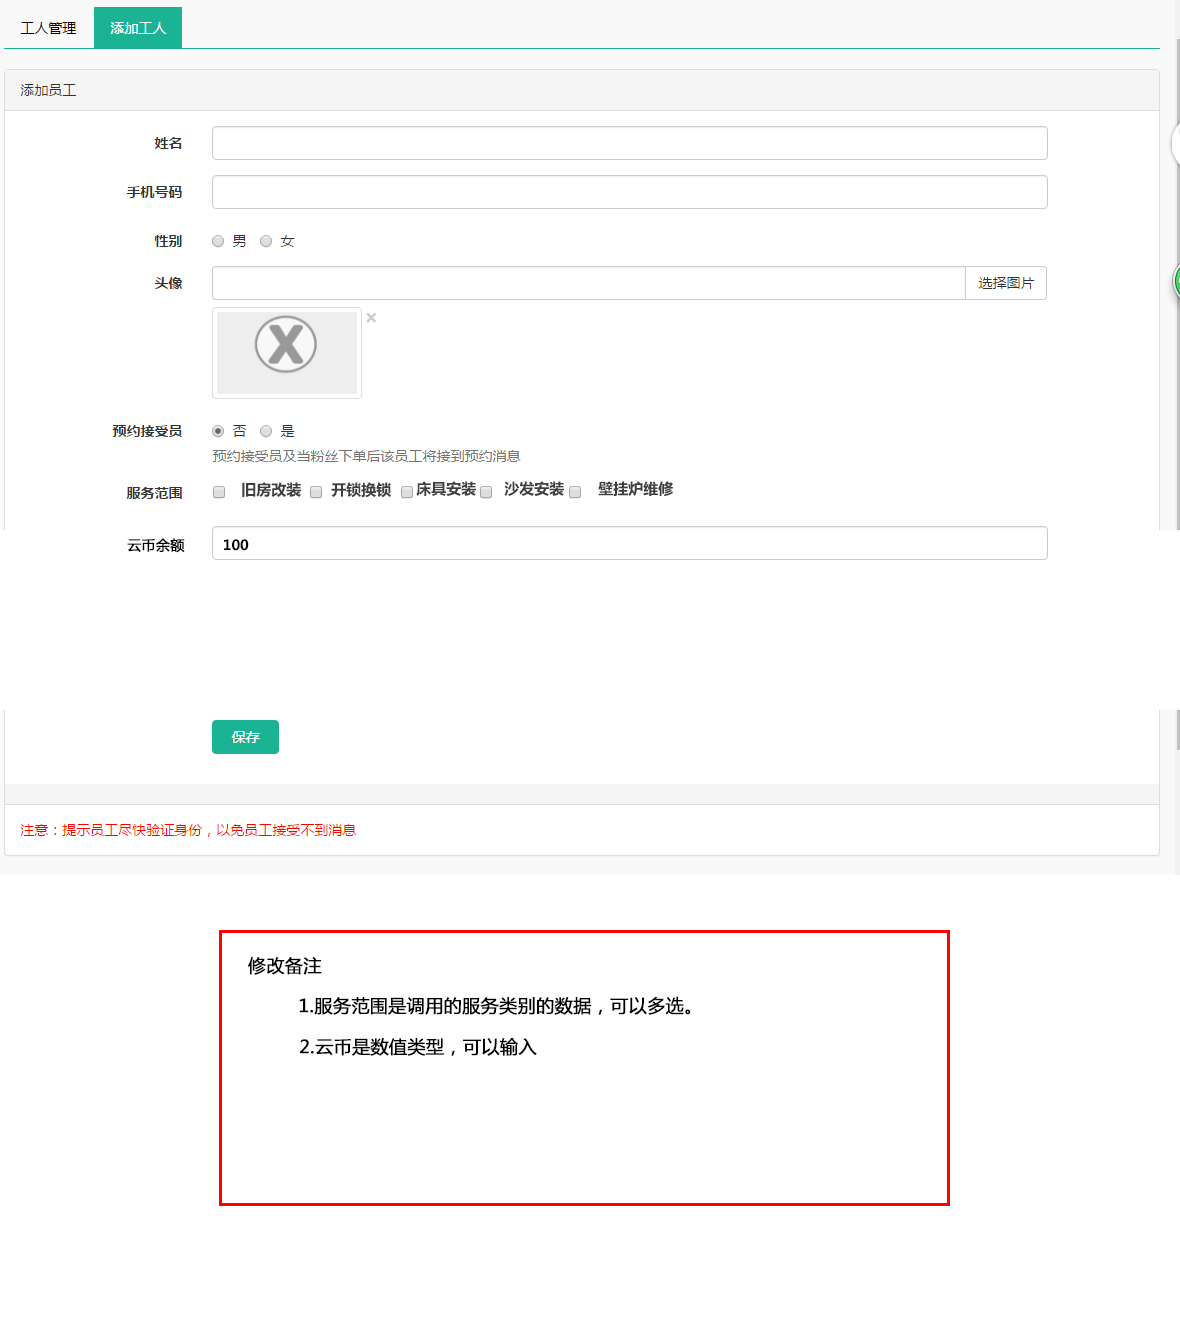 工人管理 添加工人
添加员工
姓名
手机号码
性别 男 女
头像 选择图片
X ×
预约接受员 否 是
预约接受员及当粉丝下单后该员工将接到预约消息
服务范围 旧房改装 开锁换锁 床具安装 沙发安装 壁挂炉维修
云币余额 100
保存
注意：提示员工尽快验证身份，以免员工接受不到消息
修改备注
1.服务范围是调用的服务类别的数据，可以多选。
2.云币是数值类型，可以输入